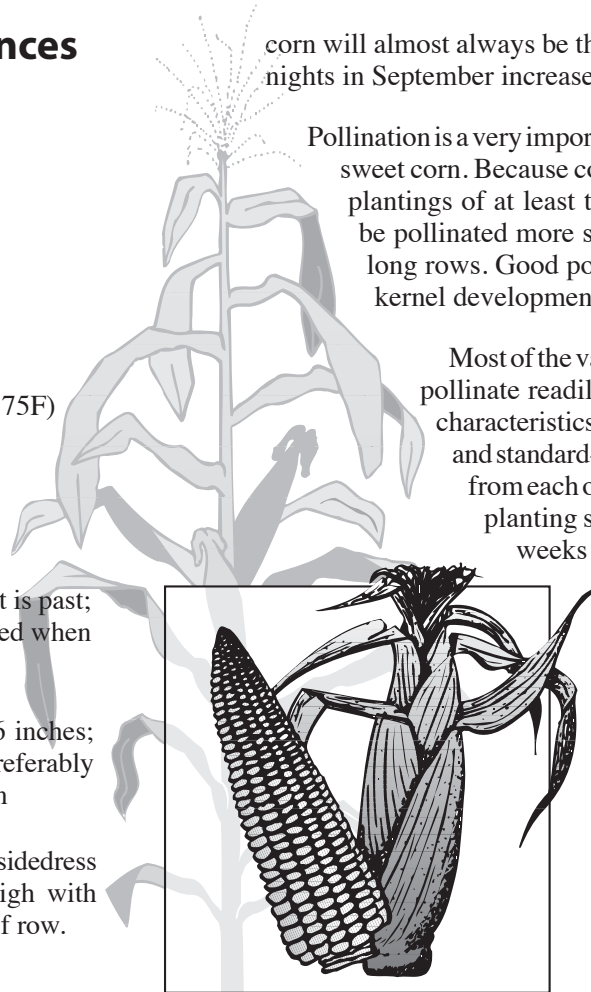 nces
75F)
t is past;
ed when
6 inches;
referably
n
sidedress
igh with
f row.
corn will almost always be th
nights in September increase
Pollination is a very impor
sweet corn. Because co
plantings of at least t
be pollinated more s
long rows. Good po
kernel developmen
Most of the va
pollinate readil
characteristics
and standard-
from each o
planting s
weeks